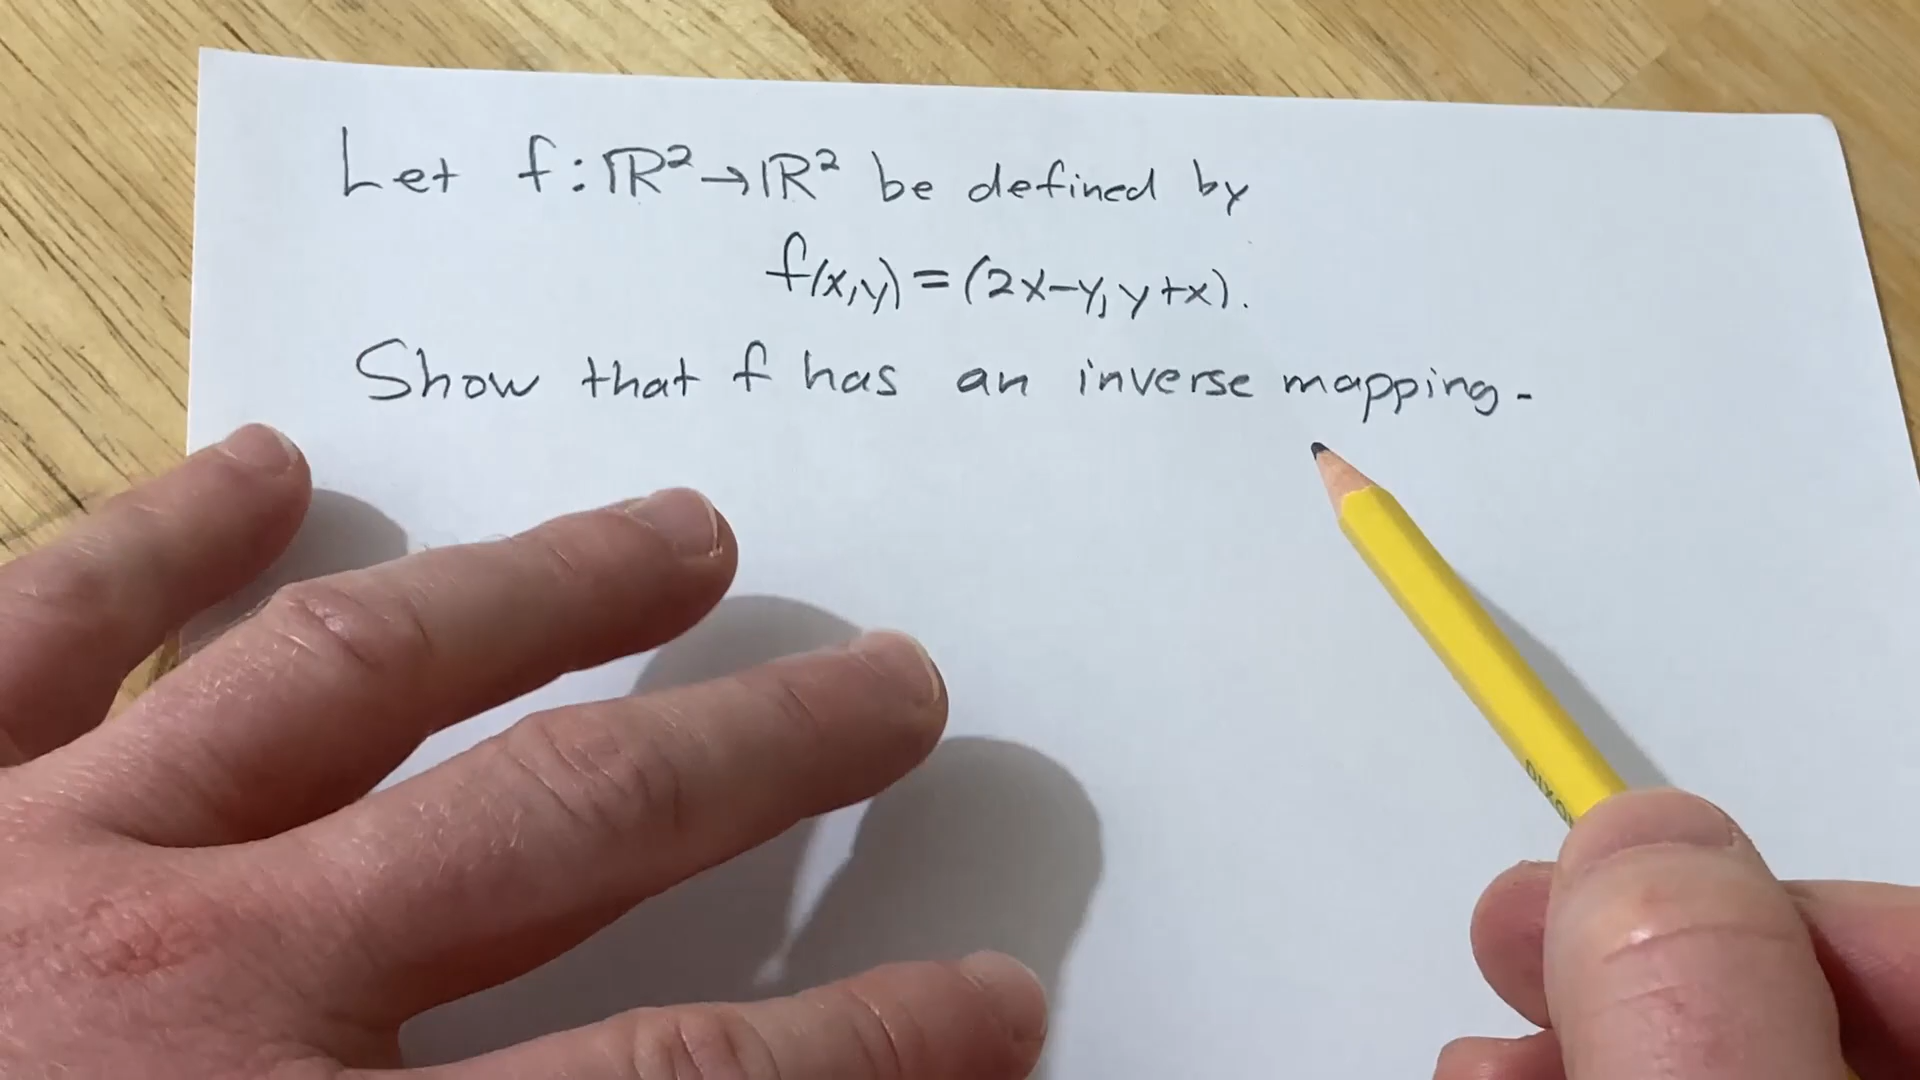 Let f:ℝ²→ℝ² be defined by
f(x,y)=(2x-y, y+x).
Show that f has an inverse mapping.